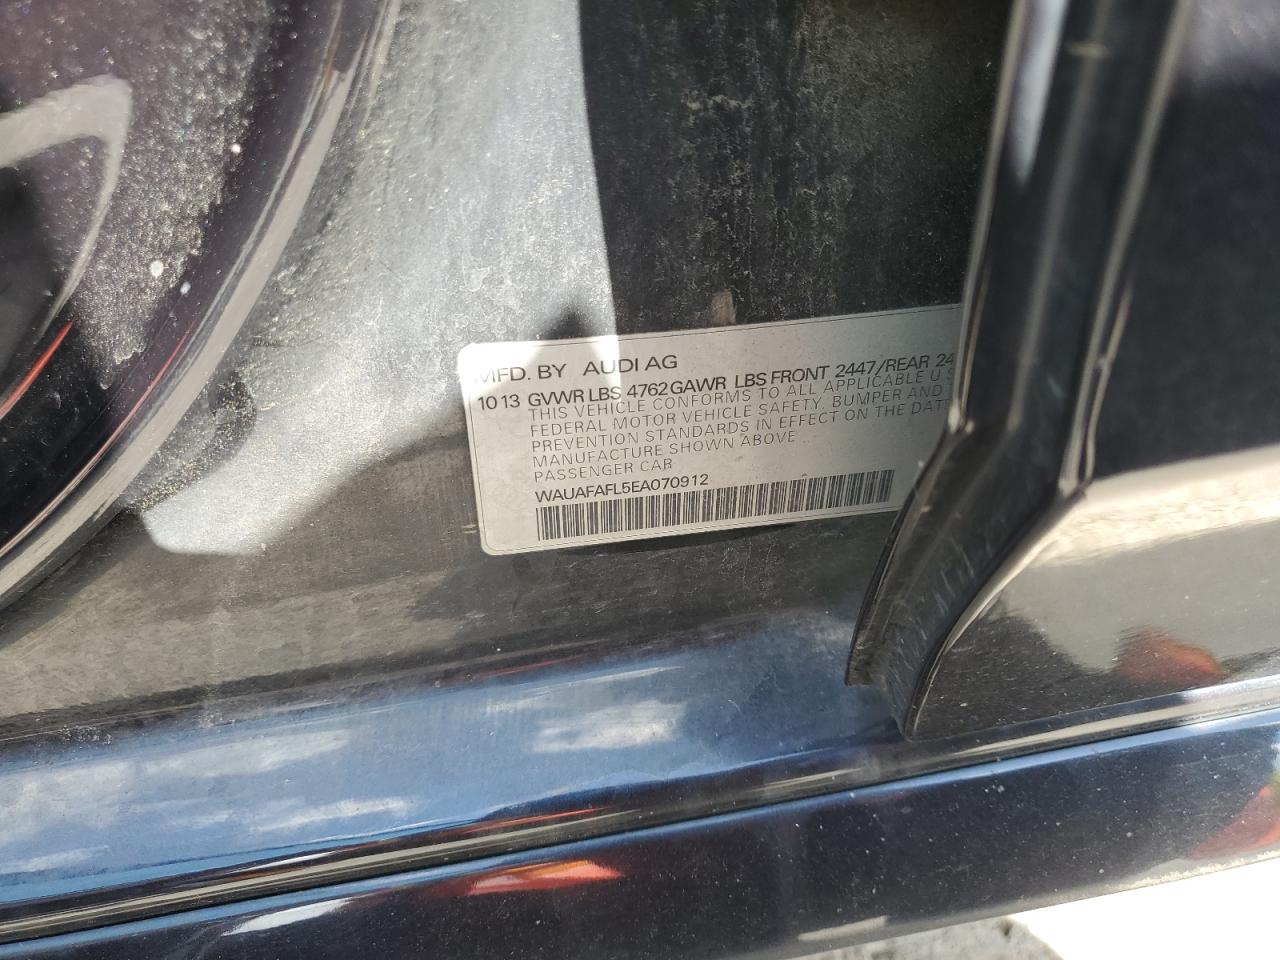 MFD. BY AUDI AG
10 13 GVWR LBS 4762 GAWR LBS FRONT 2447/REAR 24
THIS VEHICLE CONFORMS TO ALL APPLICABLE U S
FEDERAL MOTOR VEHICLE SAFETY, BUMPER AND
PREVENTION STANDARDS IN EFFECT ON THE DAT
MANUFACTURE SHOWN ABOVE
PASSENGER CAR
WAUAFAFL5EA070912